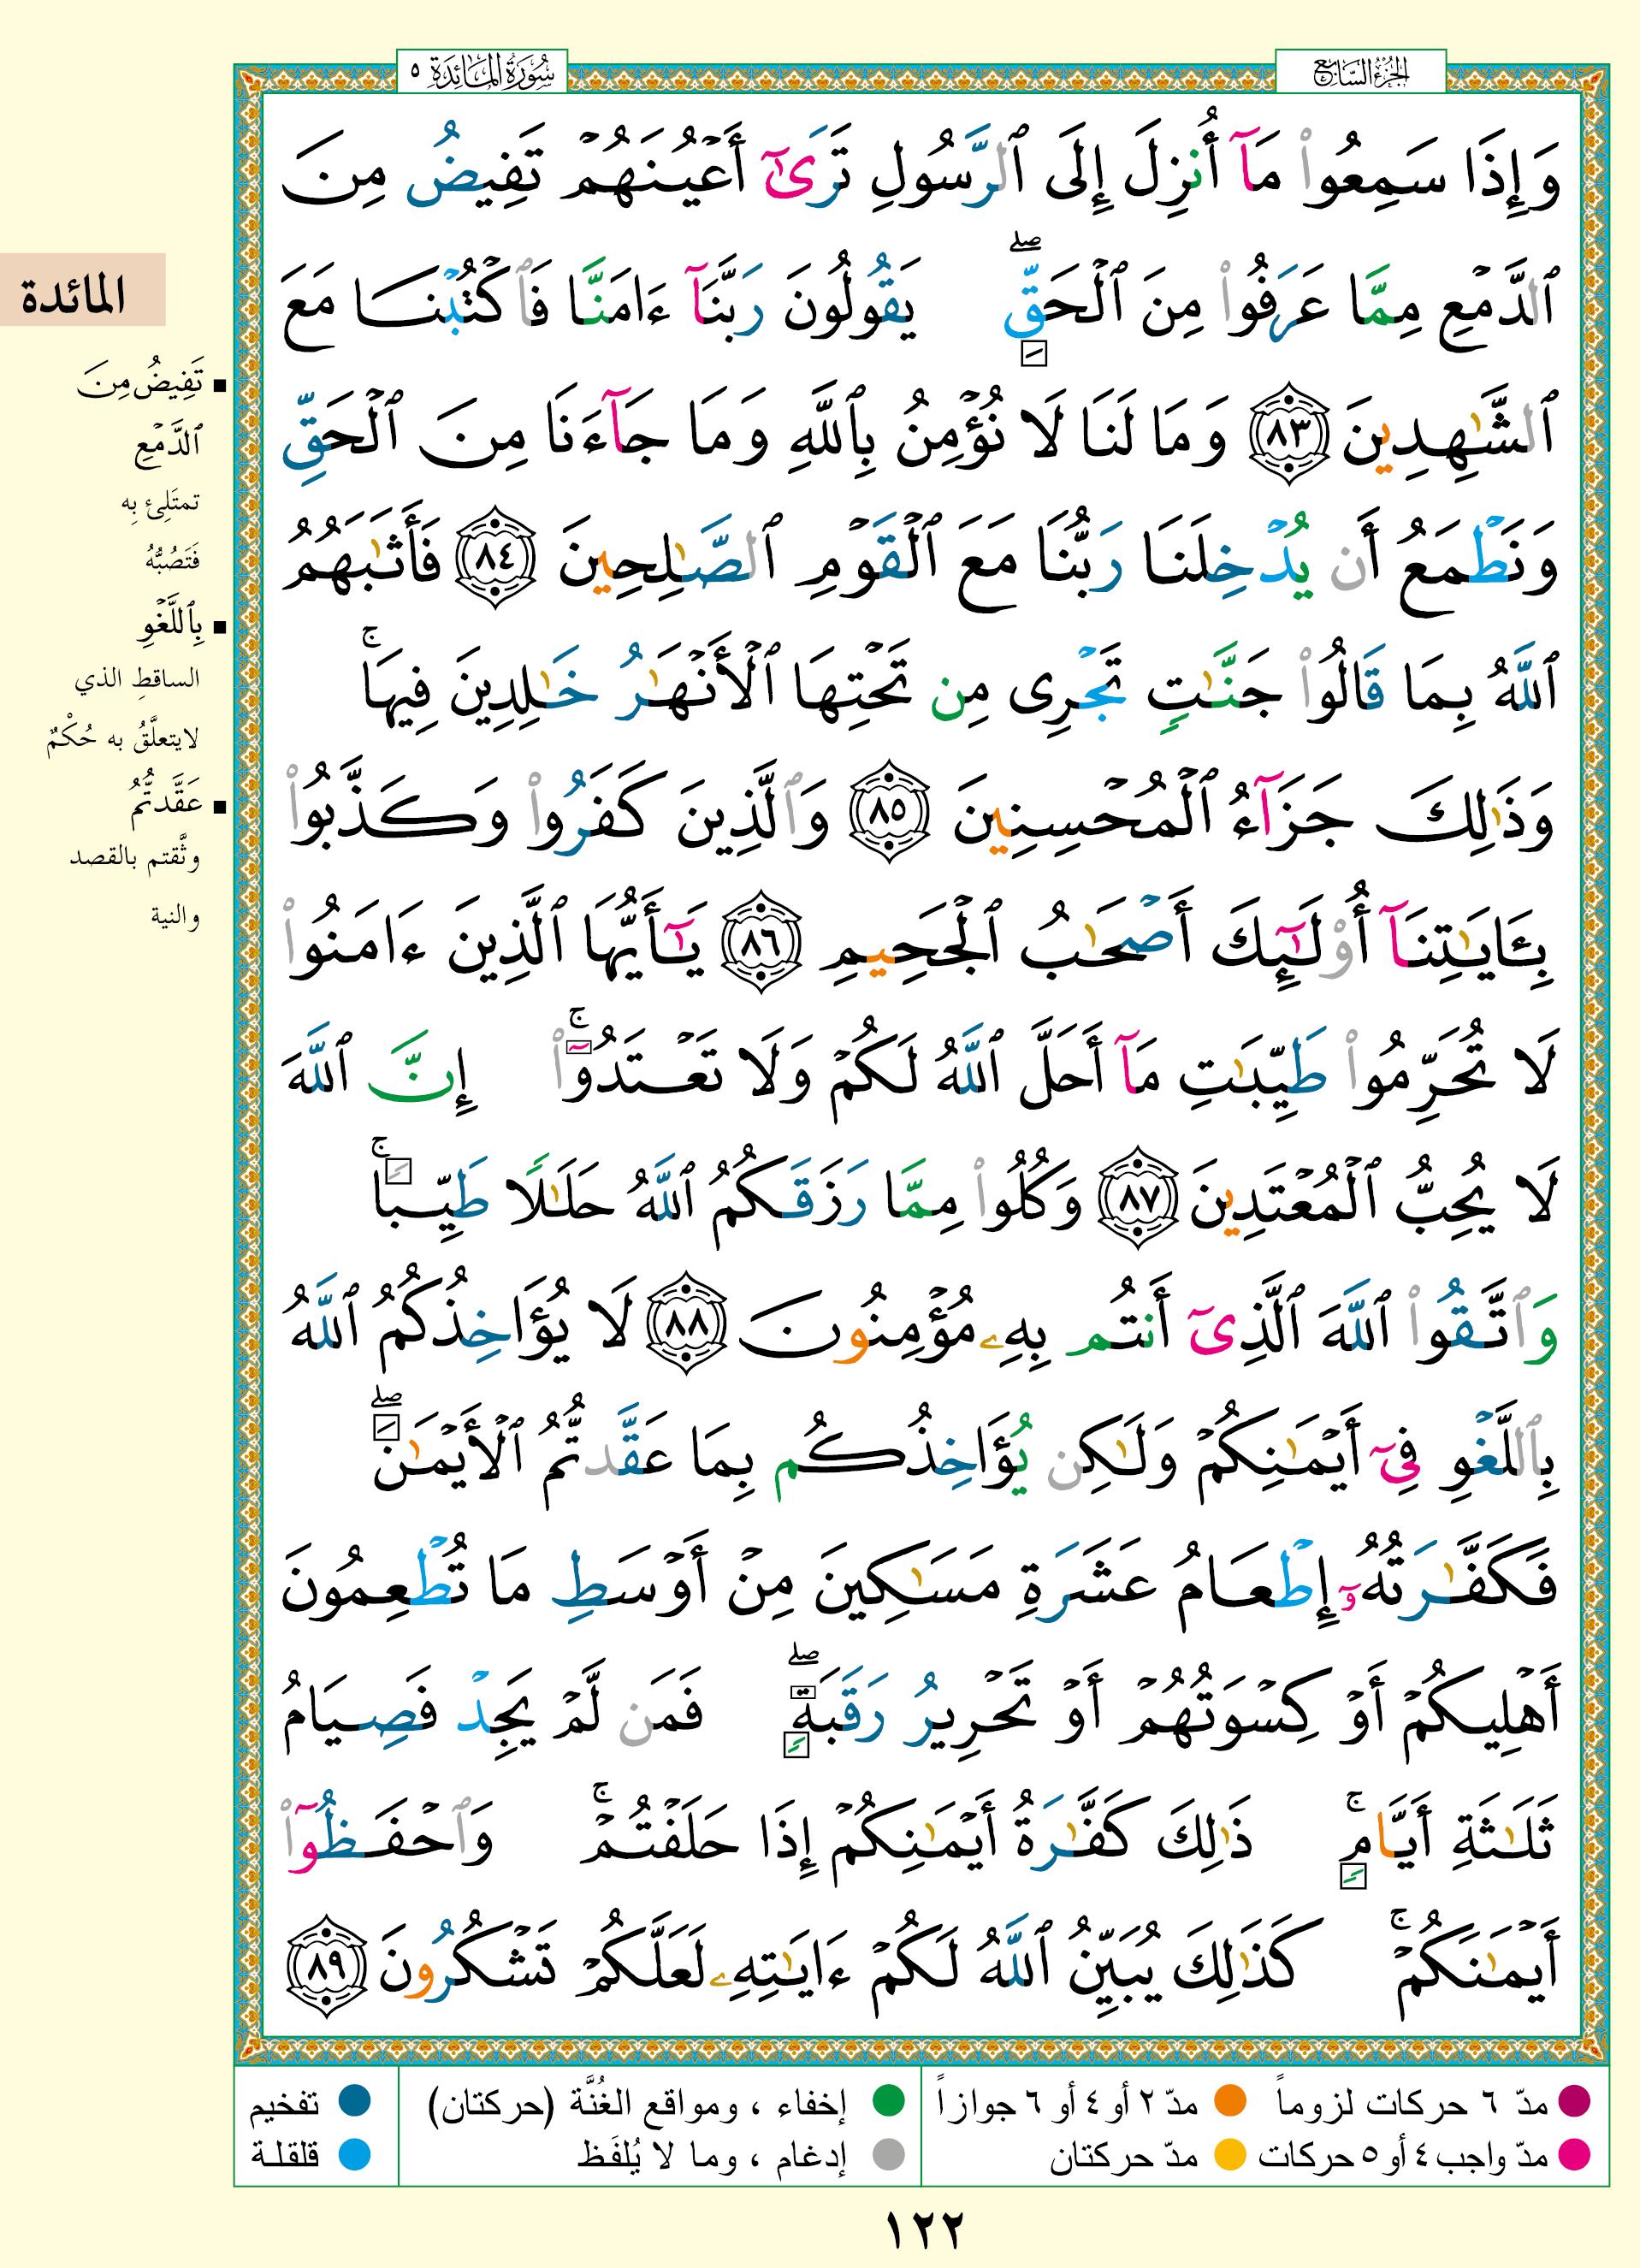 الجزء السابع
سورة المائدة ٥
وَإِذَا سَمِعُوا۟ مَآ أُنزِلَ إِلَى ٱلرَّسُولِ تَرَىٰٓ أَعْيُنَهُمْ تَفِيضُ مِنَ
ٱلدَّمْعِ مِمَّا عَرَفُوا۟ مِنَ ٱلْحَقِّ ۖ يَقُولُونَ رَبَّنَآ ءَامَنَّا فَٱكْتُبْنَا مَعَ
ٱلشَّٰهِدِينَ ٨٣ وَمَا لَنَا لَا نُؤْمِنُ بِٱللَّهِ وَمَا جَآءَنَا مِنَ ٱلْحَقِّ
وَنَطْمَعُ أَن يُدْخِلَنَا رَبُّنَا مَعَ ٱلْقَوْمِ ٱلصَّٰلِحِينَ ٨٤ فَأَثَٰبَهُمُ
ٱللَّهُ بِمَا قَالُوا۟ جَنَّٰتٍ تَجْرِى مِن تَحْتِهَا ٱلْأَنْهَٰرُ خَٰلِدِينَ فِيهَا ۚ
وَذَٰلِكَ جَزَآءُ ٱلْمُحْسِنِينَ ٨٥ وَٱلَّذِينَ كَفَرُوا۟ وَكَذَّبُوا۟
بِـَٔايَٰتِنَآ أُو۟لَٰٓئِكَ أَصْحَٰبُ ٱلْجَحِيمِ ٨٦ يَٰٓأَيُّهَا ٱلَّذِينَ ءَامَنُوا۟
لَا تُحَرِّمُوا۟ طَيِّبَٰتِ مَآ أَحَلَّ ٱللَّهُ لَكُمْ وَلَا تَعْتَدُوٓا۟ ۚ إِنَّ ٱللَّهَ
لَا يُحِبُّ ٱلْمُعْتَدِينَ ٨٧ وَكُلُوا۟ مِمَّا رَزَقَكُمُ ٱللَّهُ حَلَٰلًا طَيِّبًا ۚ
وَٱتَّقُوا۟ ٱللَّهَ ٱلَّذِىٓ أَنتُم بِهِۦ مُؤْمِنُونَ ٨٨ لَا يُؤَاخِذُكُمُ ٱللَّهُ
بِٱللَّغْوِ فِىٓ أَيْمَٰنِكُمْ وَلَٰكِن يُؤَاخِذُكُم بِمَا عَقَّدتُّمُ ٱلْأَيْمَٰنَ ۖ
فَكَفَّٰرَتُهُۥٓ إِطْعَامُ عَشَرَةِ مَسَٰكِينَ مِنْ أَوْسَطِ مَا تُطْعِمُونَ
أَهْلِيكُمْ أَوْ كِسْوَتُهُمْ أَوْ تَحْرِيرُ رَقَبَةٍ ۖ فَمَن لَّمْ يَجِدْ فَصِيَامُ
ثَلَٰثَةِ أَيَّامٍ ۚ ذَٰلِكَ كَفَّٰرَةُ أَيْمَٰنِكُمْ إِذَا حَلَفْتُمْ ۚ وَٱحْفَظُوٓا۟
أَيْمَٰنَكُمْ ۚ كَذَٰلِكَ يُبَيِّنُ ٱللَّهُ لَكُمْ ءَايَٰتِهِۦ لَعَلَّكُمْ تَشْكُرُونَ ٨٩
المائدة
▪ تَفِيضُ مِنَ
ٱلدَّمْعِ
تمتَلِئ بِه
فَتَصُبُّهُ
▪ بِٱللَّغْوِ
الساقطِ الذي
لايتعلَّقُ به حُكْمٌ
▪ عَقَّدتُّمُ
وثَّقتم بالقصد
والنية
مدّ ٦ حركات لزوماً ● مدّ ٢ أو ٤ أو ٦ جوازاً
مدّ واجب ٤ أو ٥ حركات ● مدّ حركتان
إخفاء ، ومواقع الغُنَّة (حركتان)
إدغام ، وما لا يُلفَظ
تفخيم
قلقلة
١٢٢